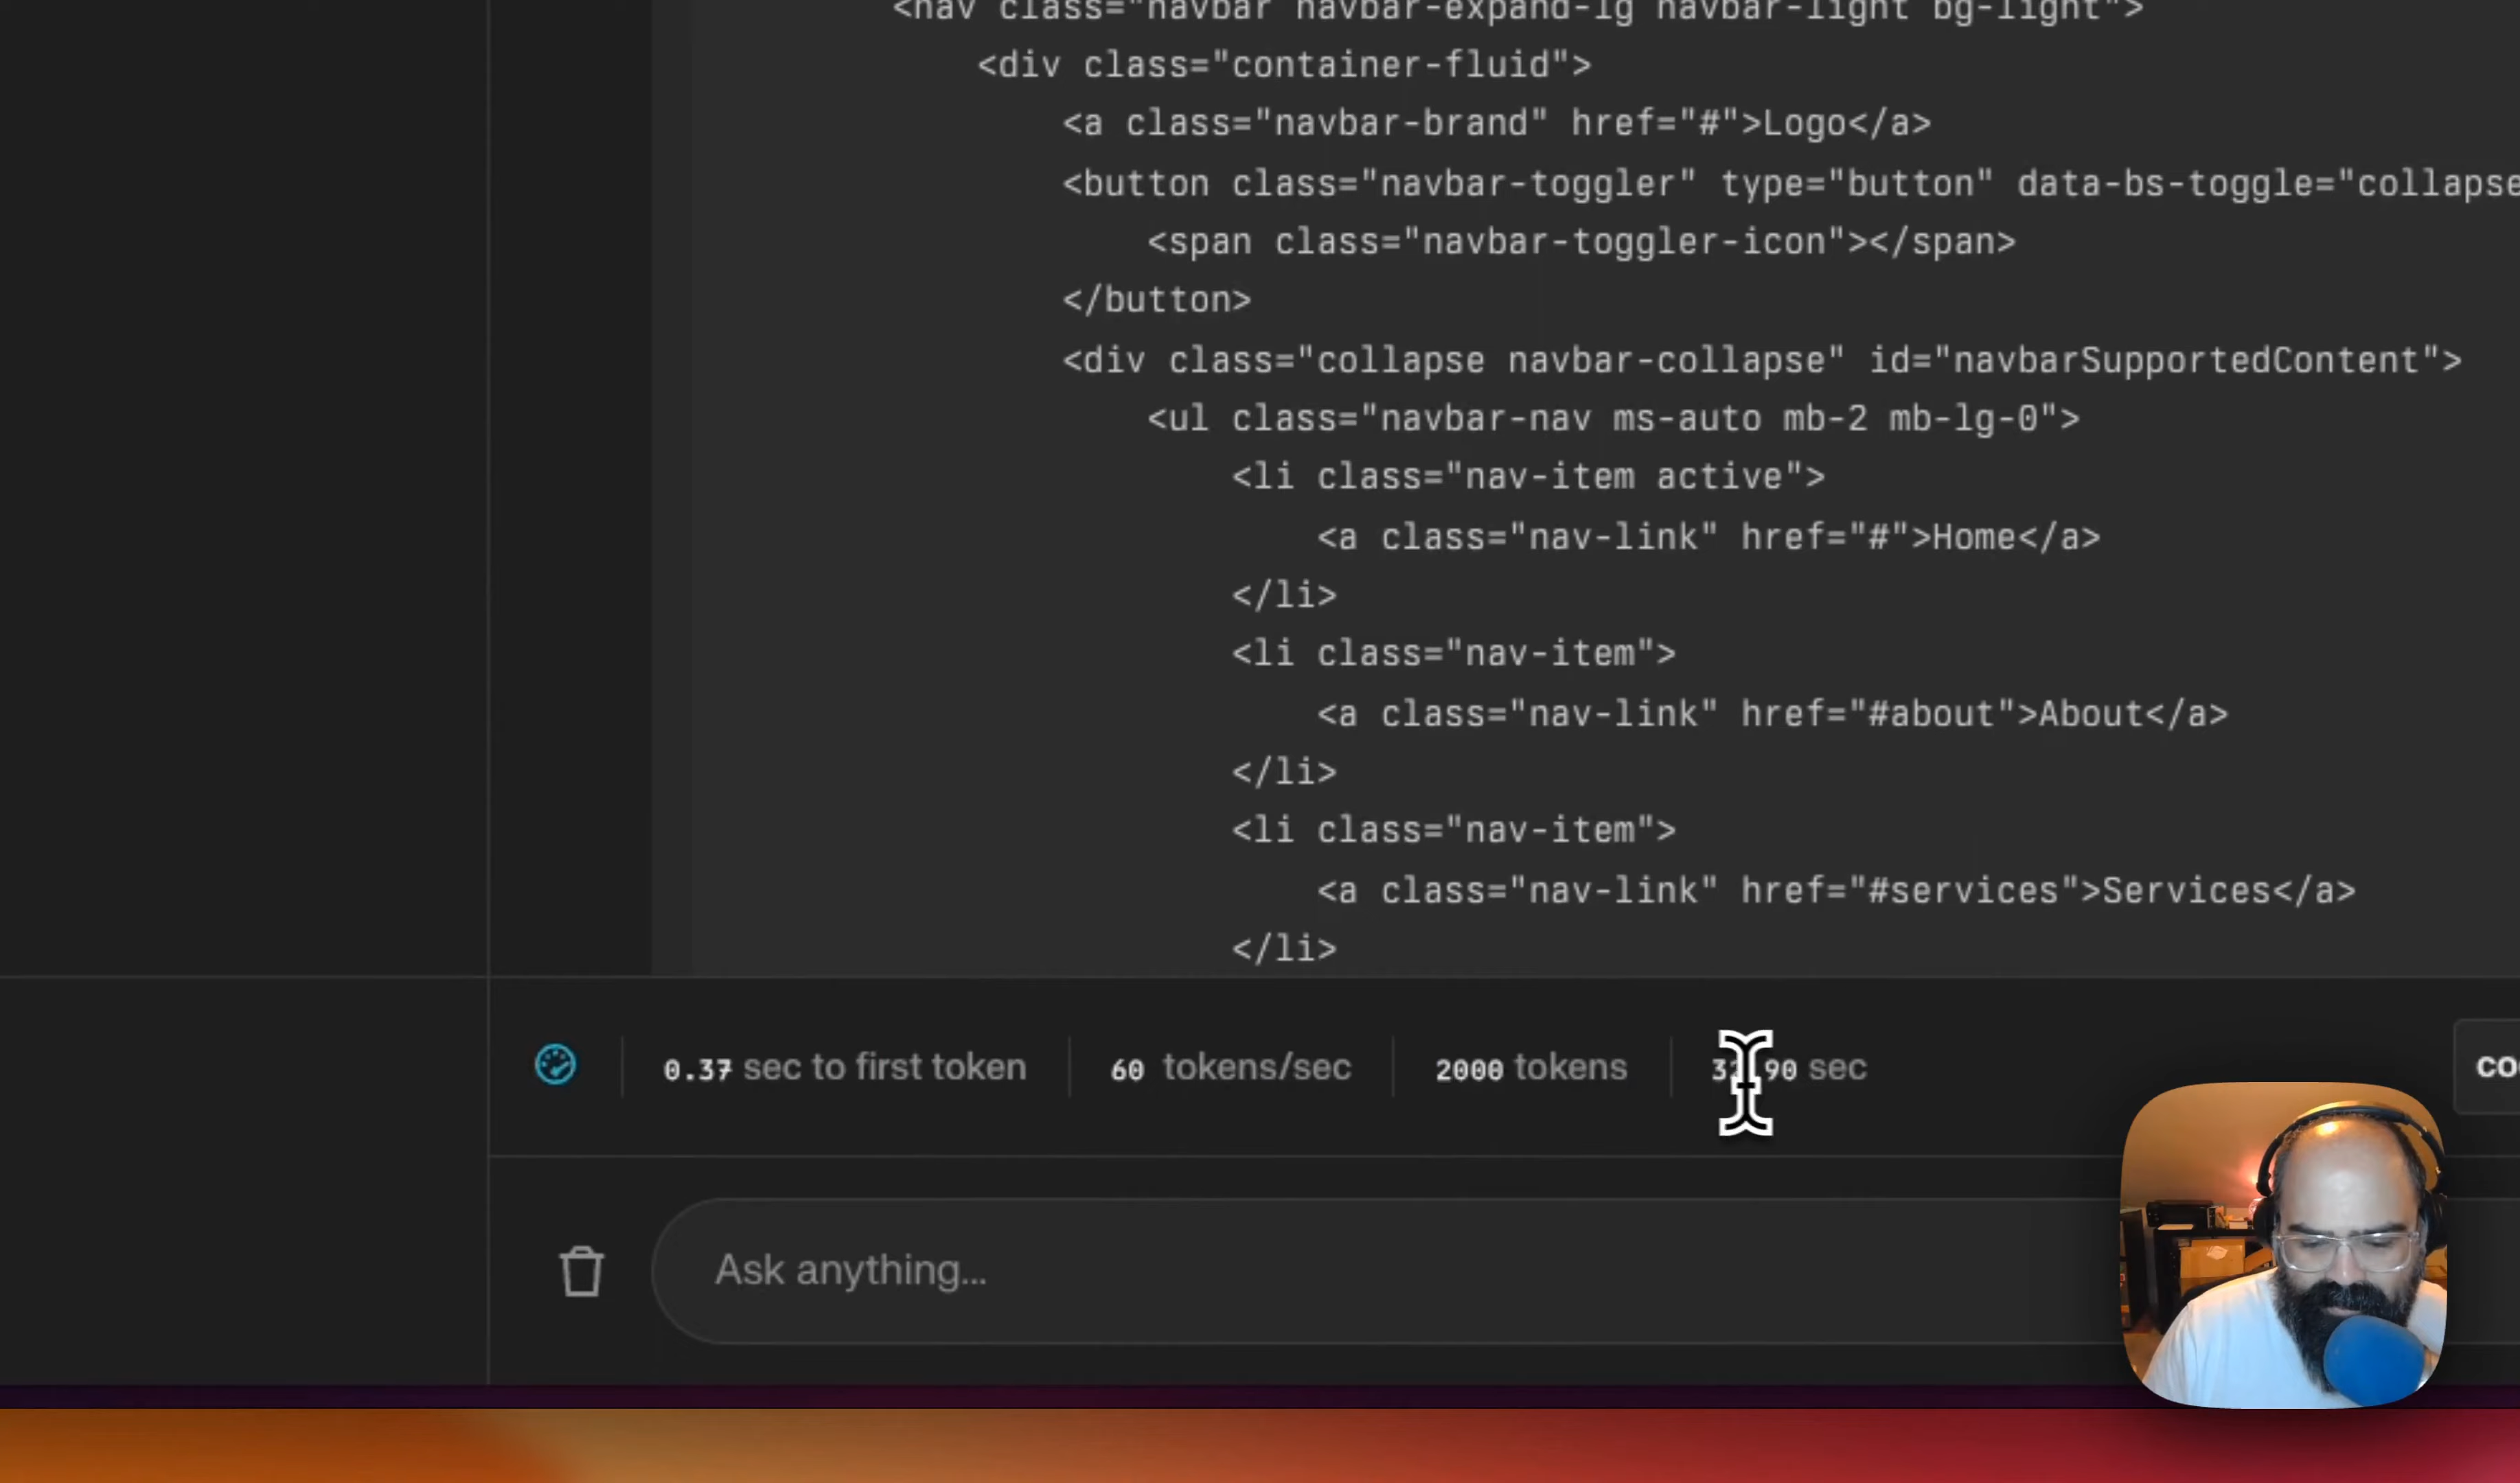 <nav class="navbar navbar-expand-lg navbar-light bg-light">
<div class="container-fluid">
<a class="navbar-brand" href="#">Logo</a>
<button class="navbar-toggler" type="button" data-bs-toggle="collapse
<span class="navbar-toggler-icon"></span>
</button>
<div class="collapse navbar-collapse" id="navbarSupportedContent">
<ul class="navbar-nav ms-auto mb-2 mb-lg-0">
<li class="nav-item active">
<a class="nav-link" href="#">Home</a>
</li>
<li class="nav-item">
<a class="nav-link" href="#about">About</a>
</li>
<li class="nav-item">
<a class="nav-link" href="#services">Services</a>
</li>
0.37 sec to first token 60 tokens/sec 2000 tokens sec
Ask anything...